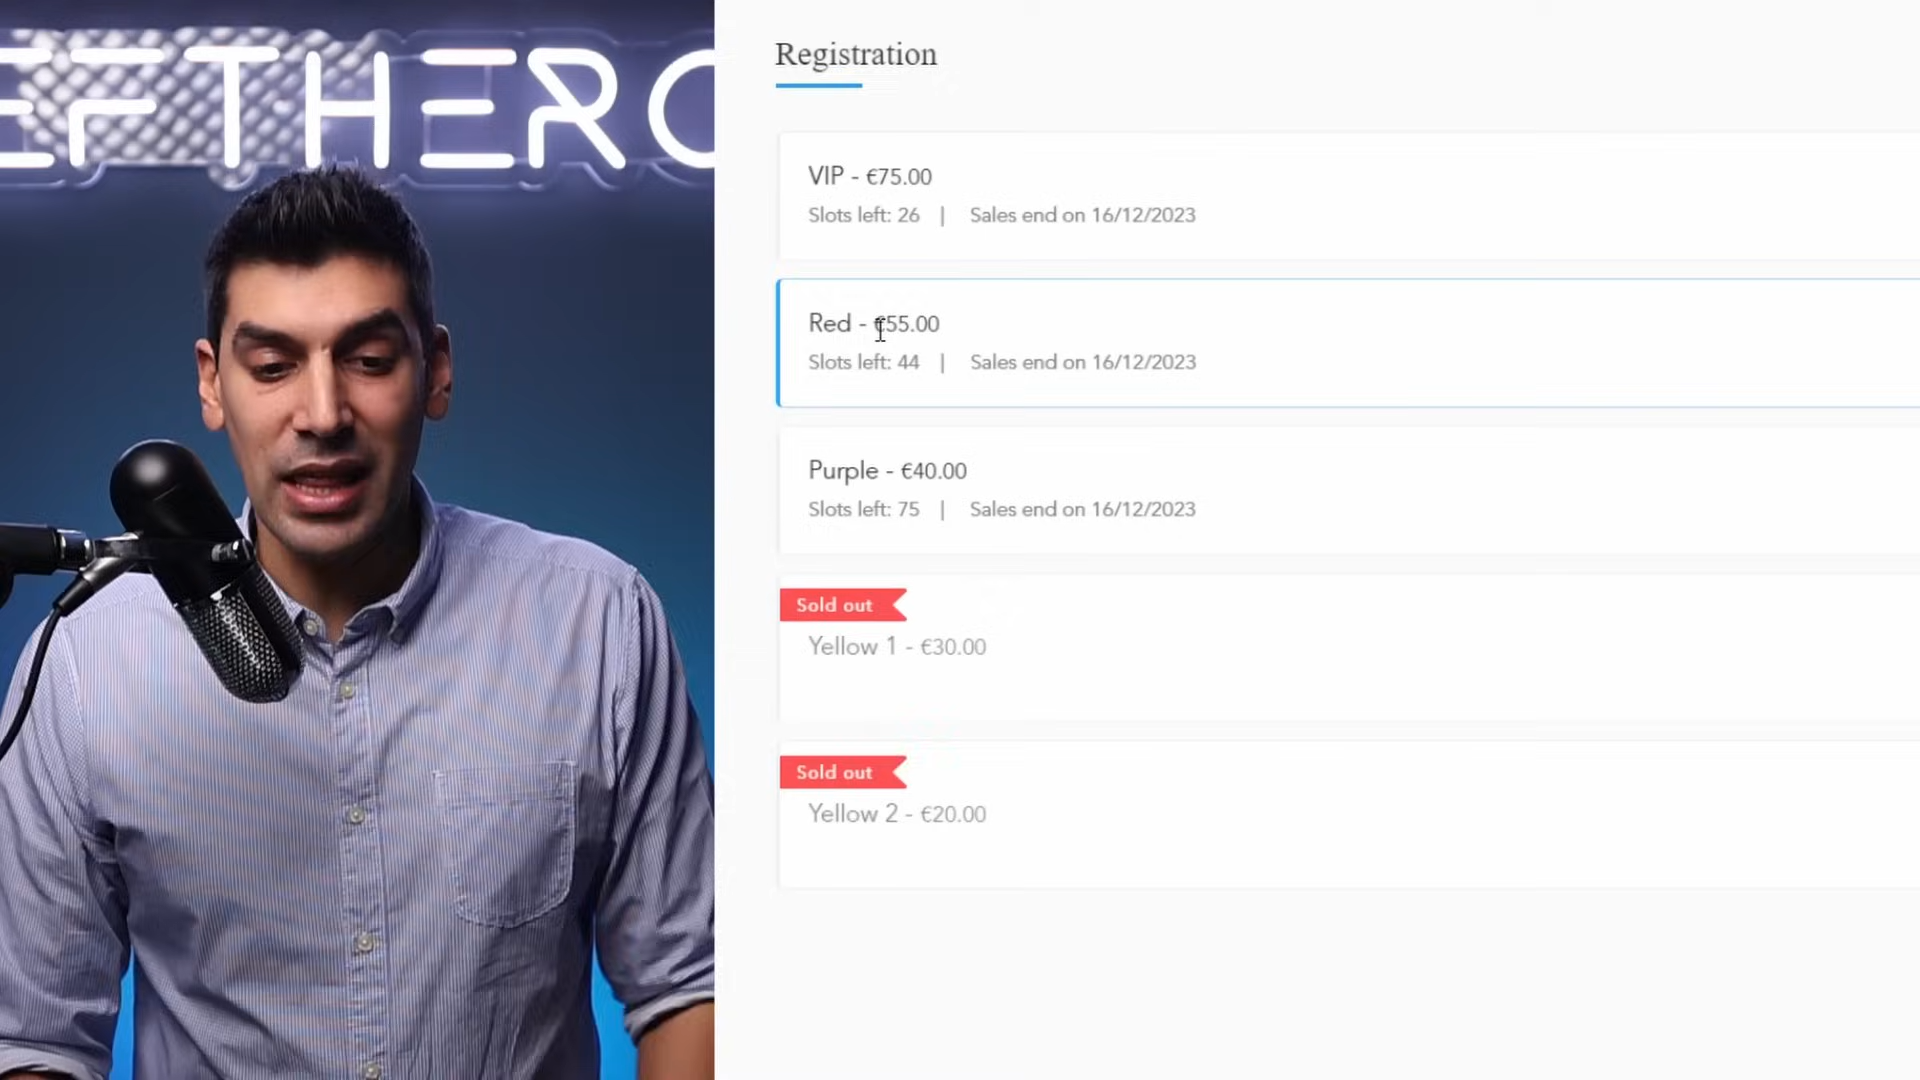 EFTHERO
Registration
VIP - €75.00
Slots left: 26 | Sales end on 16/12/2023
Red - €55.00
Slots left: 44 | Sales end on 16/12/2023
Purple - €40.00
Slots left: 75 | Sales end on 16/12/2023
Sold out
Yellow 1 - €30.00
Sold out
Yellow 2 - €20.00